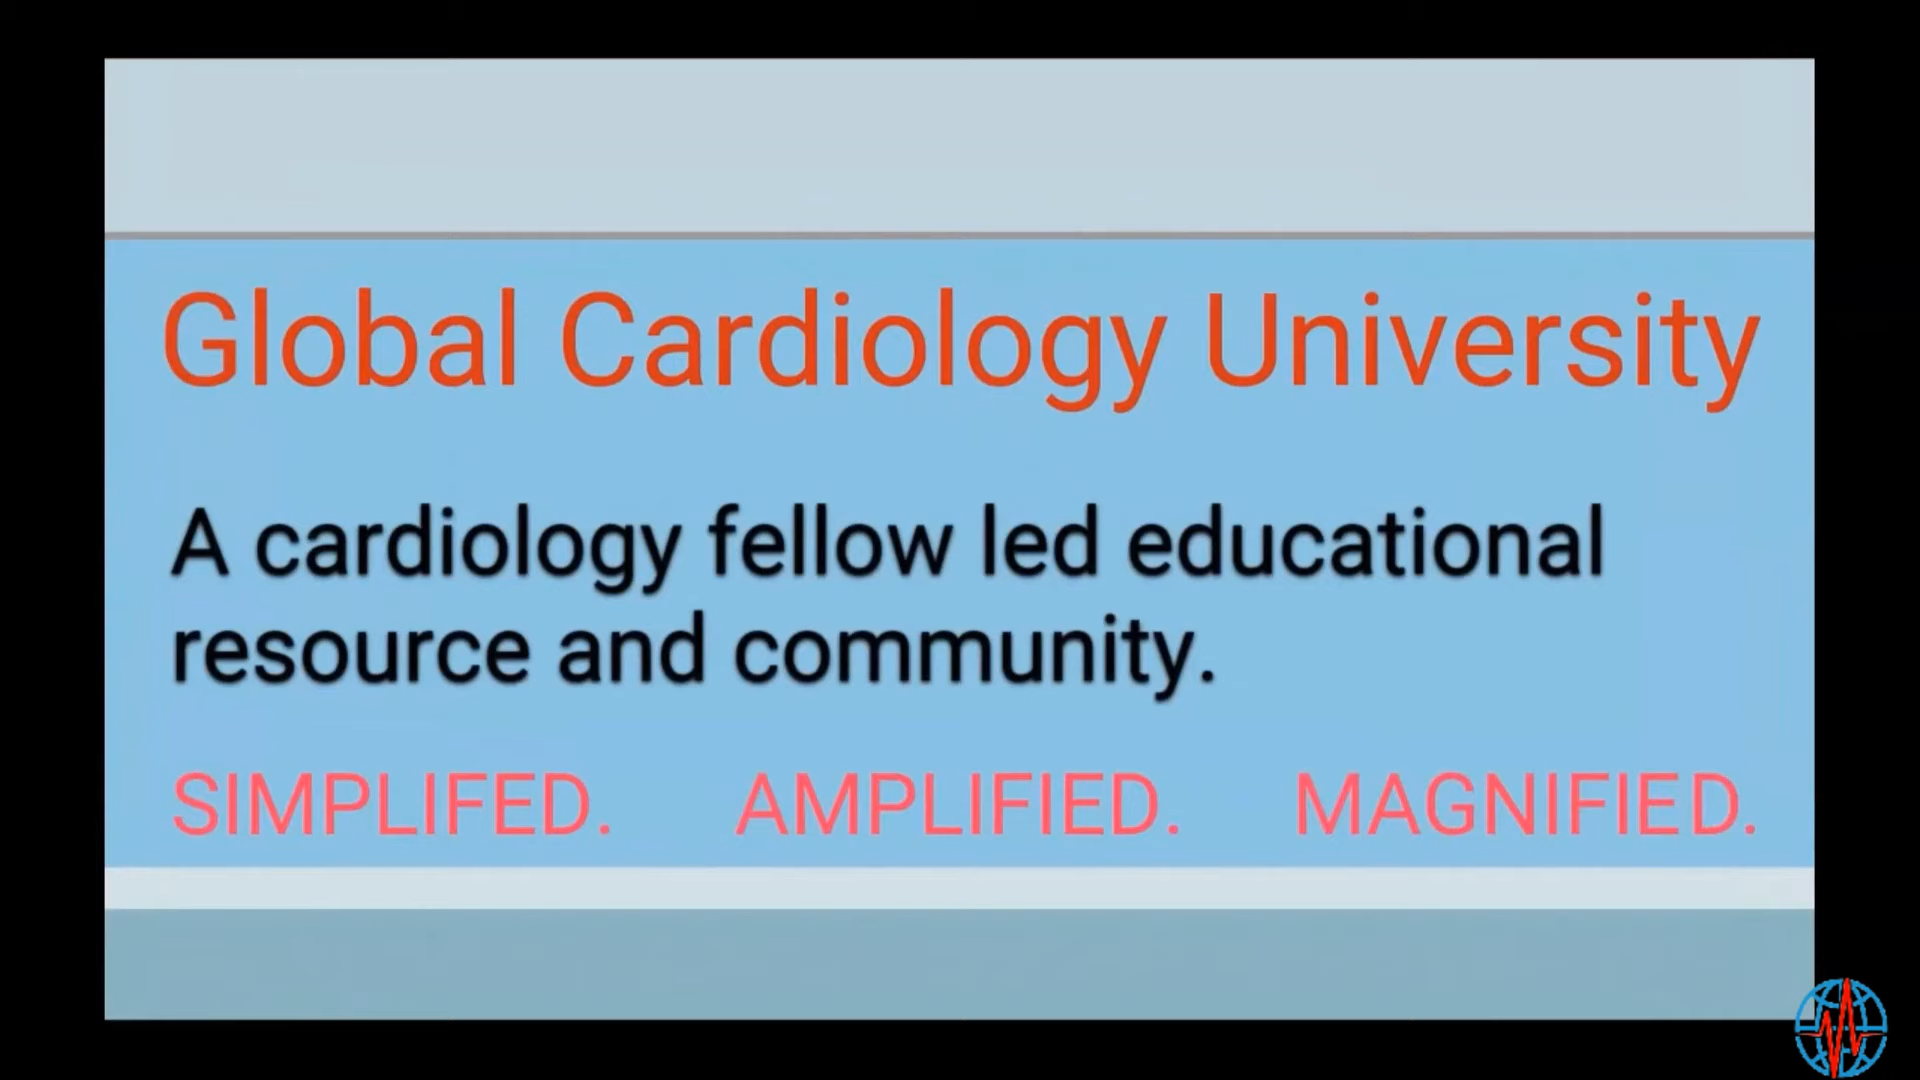 Global Cardiology University
A cardiology fellow led educational
resource and community.
SIMPLIFED. AMPLIFIED. MAGNIFIED.